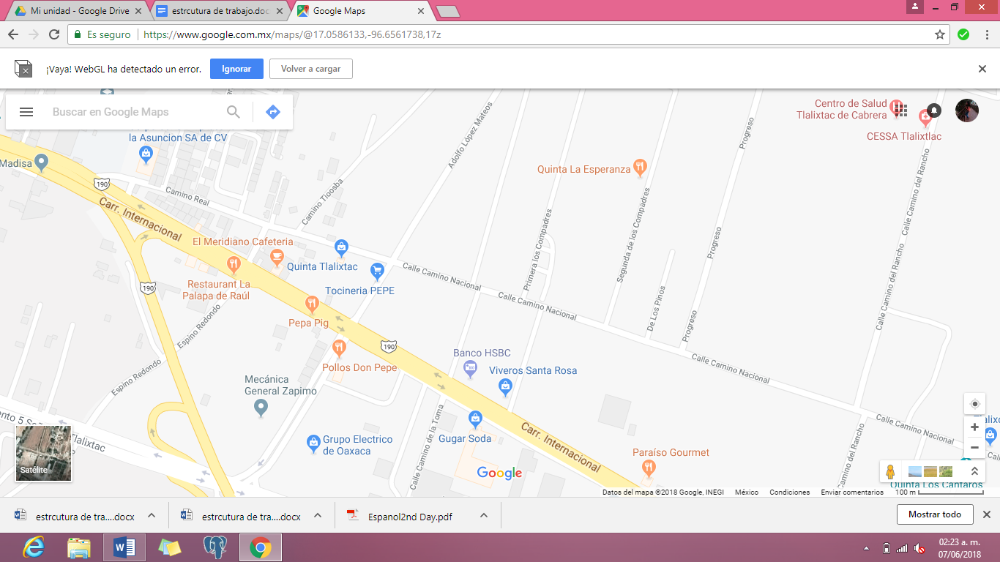 Mi unidad - Google Drive
estrcutura de trabajo.doc
Google Maps
Es seguro
https://www.google.com.mx/maps/@17.0586133,-96.6561738,17z
¡Vaya! WebGL ha detectado un error.
Ignorar
Volver a cargar
Buscar en Google Maps
la Asuncion SA de CV
Madisa
190
Carr. Internacional
Camino Real
Camino Tioosba
Adolfo López Mateos
Quinta La Esperanza
Progreso
Centro de Salud
Tlalixtac de Cabrera
CESSA Tlalixtlac
Calle Camino del Rancho
El Meridiano Cafeteria
Quinta Tlalixtac
Restaurant La
Palapa de Raúl
Tocineria PEPE
Calle Camino Nacional
Primera los Compadres
Segunda de los Compadres
Progreso
De Los Pinos
Progreso
Calle Camino del Rancho
190
Pepa Pig
Calle Camino Nacional
Espino Redondo
190
Pollos Don Pepe
Banco HSBC
Viveros Santa Rosa
Calle Camino Nacional
Espino Redondo
Mecánica
General Zapimo
Calle Camino de la Toma
Gugar Soda
Carr. Internacional
Grupo Electrico
de Oaxaca
Paraíso Gourmet
Calle Camino Nacional
Camino del Rancho
Tlalixtac
Satélite
Google
Quinta Los Cantaros
Datos del mapa ©2018 Google, INEGI
México
Condiciones
Enviar comentarios
100 m
estrcutura de tra....docx
estrcutura de tra....docx
Espanol2nd Day.pdf
Mostrar todo
02:23 a. m.
07/06/2018